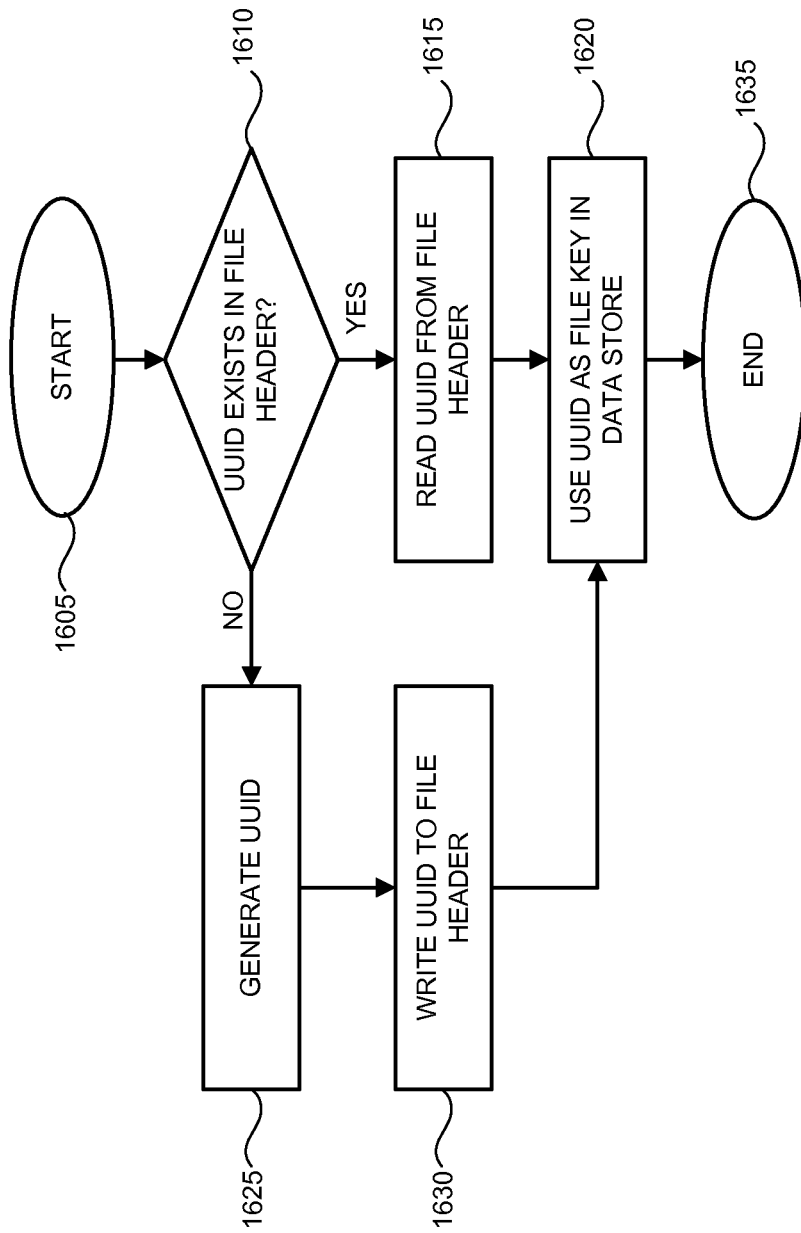 START
1605
UUID EXISTS IN FILE
HEADER?
1610
NO
YES
GENERATE UUID
1625
READ UUID FROM FILE
HEADER
1615
WRITE UUID TO FILE
HEADER
1630
USE UUID AS FILE KEY IN
DATA STORE
1620
END
1635